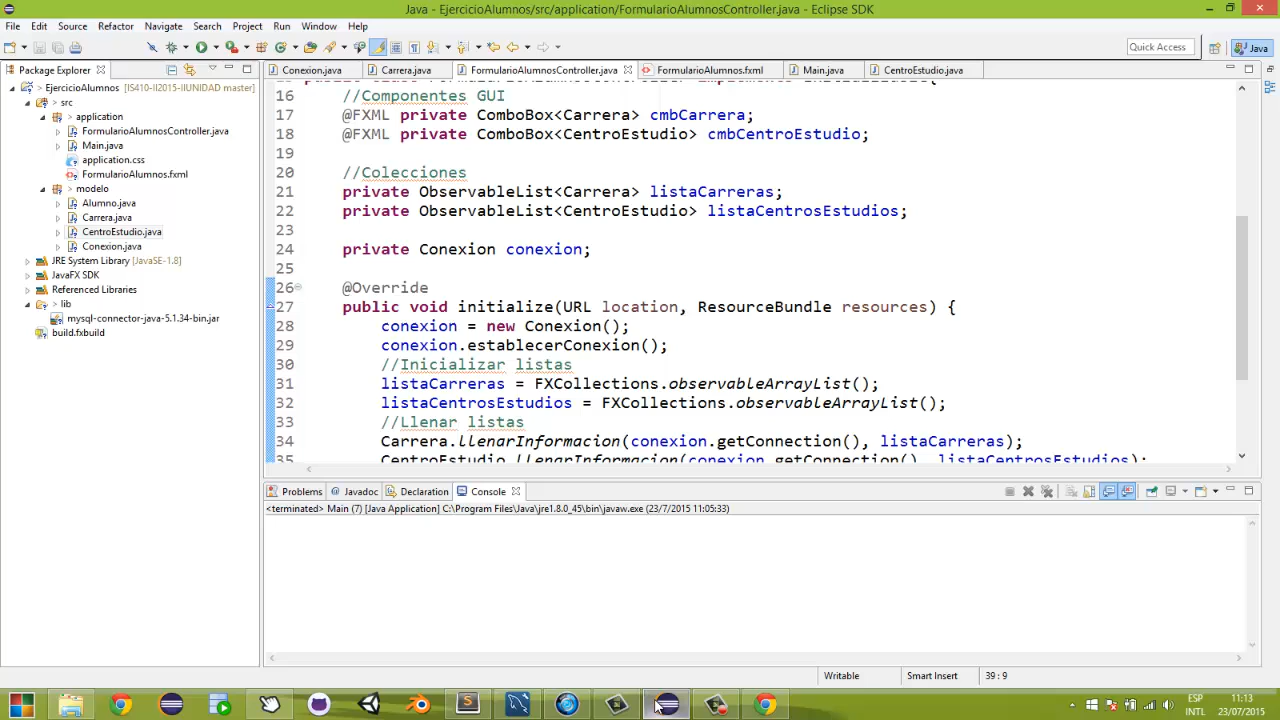 Java - EjercicioAlumnos/src/application/FormularioAlumnosController.java - Eclipse SDK
File Edit Source Refactor Navigate Search Project Run Window Help
Quick Access
Java
Package Explorer
Conexion.java
Carrera.java
FormularioAlumnosController.java
FormularioAlumnos.fxml
Main.java
CentroEstudio.java
EjercicioAlumnos [IS410-II2015-IIUNIDAD master]
src
application
FormularioAlumnosController.java
Main.java
application.css
FormularioAlumnos.fxml
modelo
Alumno.java
Carrera.java
CentroEstudio.java
Conexion.java
JRE System Library [JavaSE-1.8]
JavaFX SDK
Referenced Libraries
lib
mysql-connector-java-5.1.34-bin.jar
build.fxbuild
16 //Componentes GUI
17 @FXML private ComboBox<Carrera> cmbCarrera;
18 @FXML private ComboBox<CentroEstudio> cmbCentroEstudio;
19
20 //Colecciones
21 private ObservableList<Carrera> listaCarreras;
22 private ObservableList<CentroEstudio> listaCentrosEstudios;
23
24 private Conexion conexion;
25
26 @Override
27 public void initialize(URL location, ResourceBundle resources) {
28 conexion = new Conexion();
29 conexion.establecerConexion();
30 //Inicializar listas
31 listaCarreras = FXCollections.observableArrayList();
32 listaCentrosEstudios = FXCollections.observableArrayList();
33 //Llenar listas
34 Carrera.llenarInformacion(conexion.getConnection(), listaCarreras);
35 CentroEstudio.llenarInformacion(conexion.getConnection(), listaCentrosEstudios);
Problems
Javadoc
Declaration
Console
<terminated> Main (7) [Java Application] C:\Program Files\Java\jre1.8.0_45\bin\javaw.exe (23/7/2015 11:05:33)
Writable
Smart Insert
39 : 9
ESP
INTL
11:13
23/07/2015